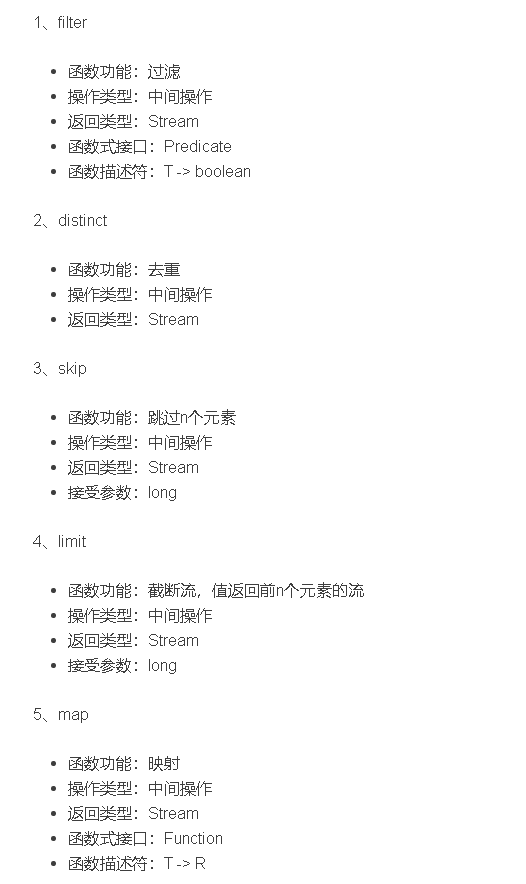 1、filter
• 函数功能：过滤
• 操作类型：中间操作
• 返回类型：Stream
• 函数式接口：Predicate
• 函数描述符：T -> boolean
2、distinct
• 函数功能：去重
• 操作类型：中间操作
• 返回类型：Stream
3、skip
• 函数功能：跳过n个元素
• 操作类型：中间操作
• 返回类型：Stream
• 接受参数：long
4、limit
• 函数功能：截断流，值返回前n个元素的流
• 操作类型：中间操作
• 返回类型：Stream
• 接受参数：long
5、map
• 函数功能：映射
• 操作类型：中间操作
• 返回类型：Stream
• 函数式接口：Function
• 函数描述符：T -> R